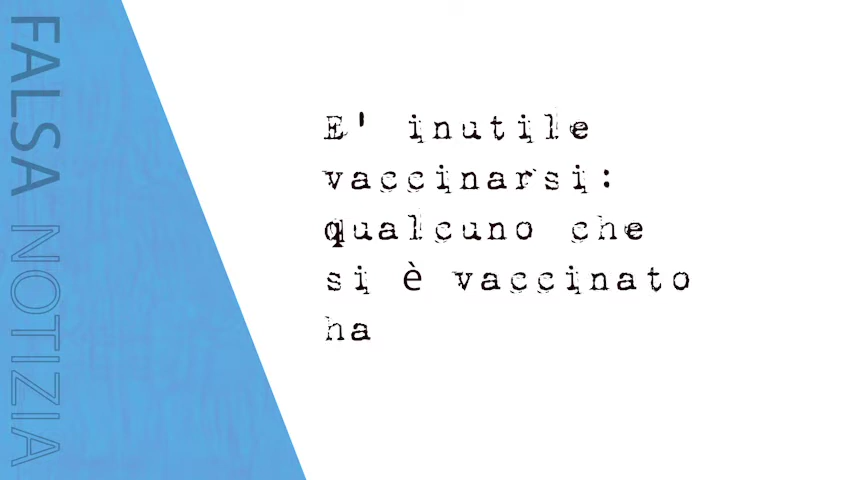 FALSA NOTIZIA
E' inutile
vaccinarsi:
qualcuno che
si è vaccinato
ha